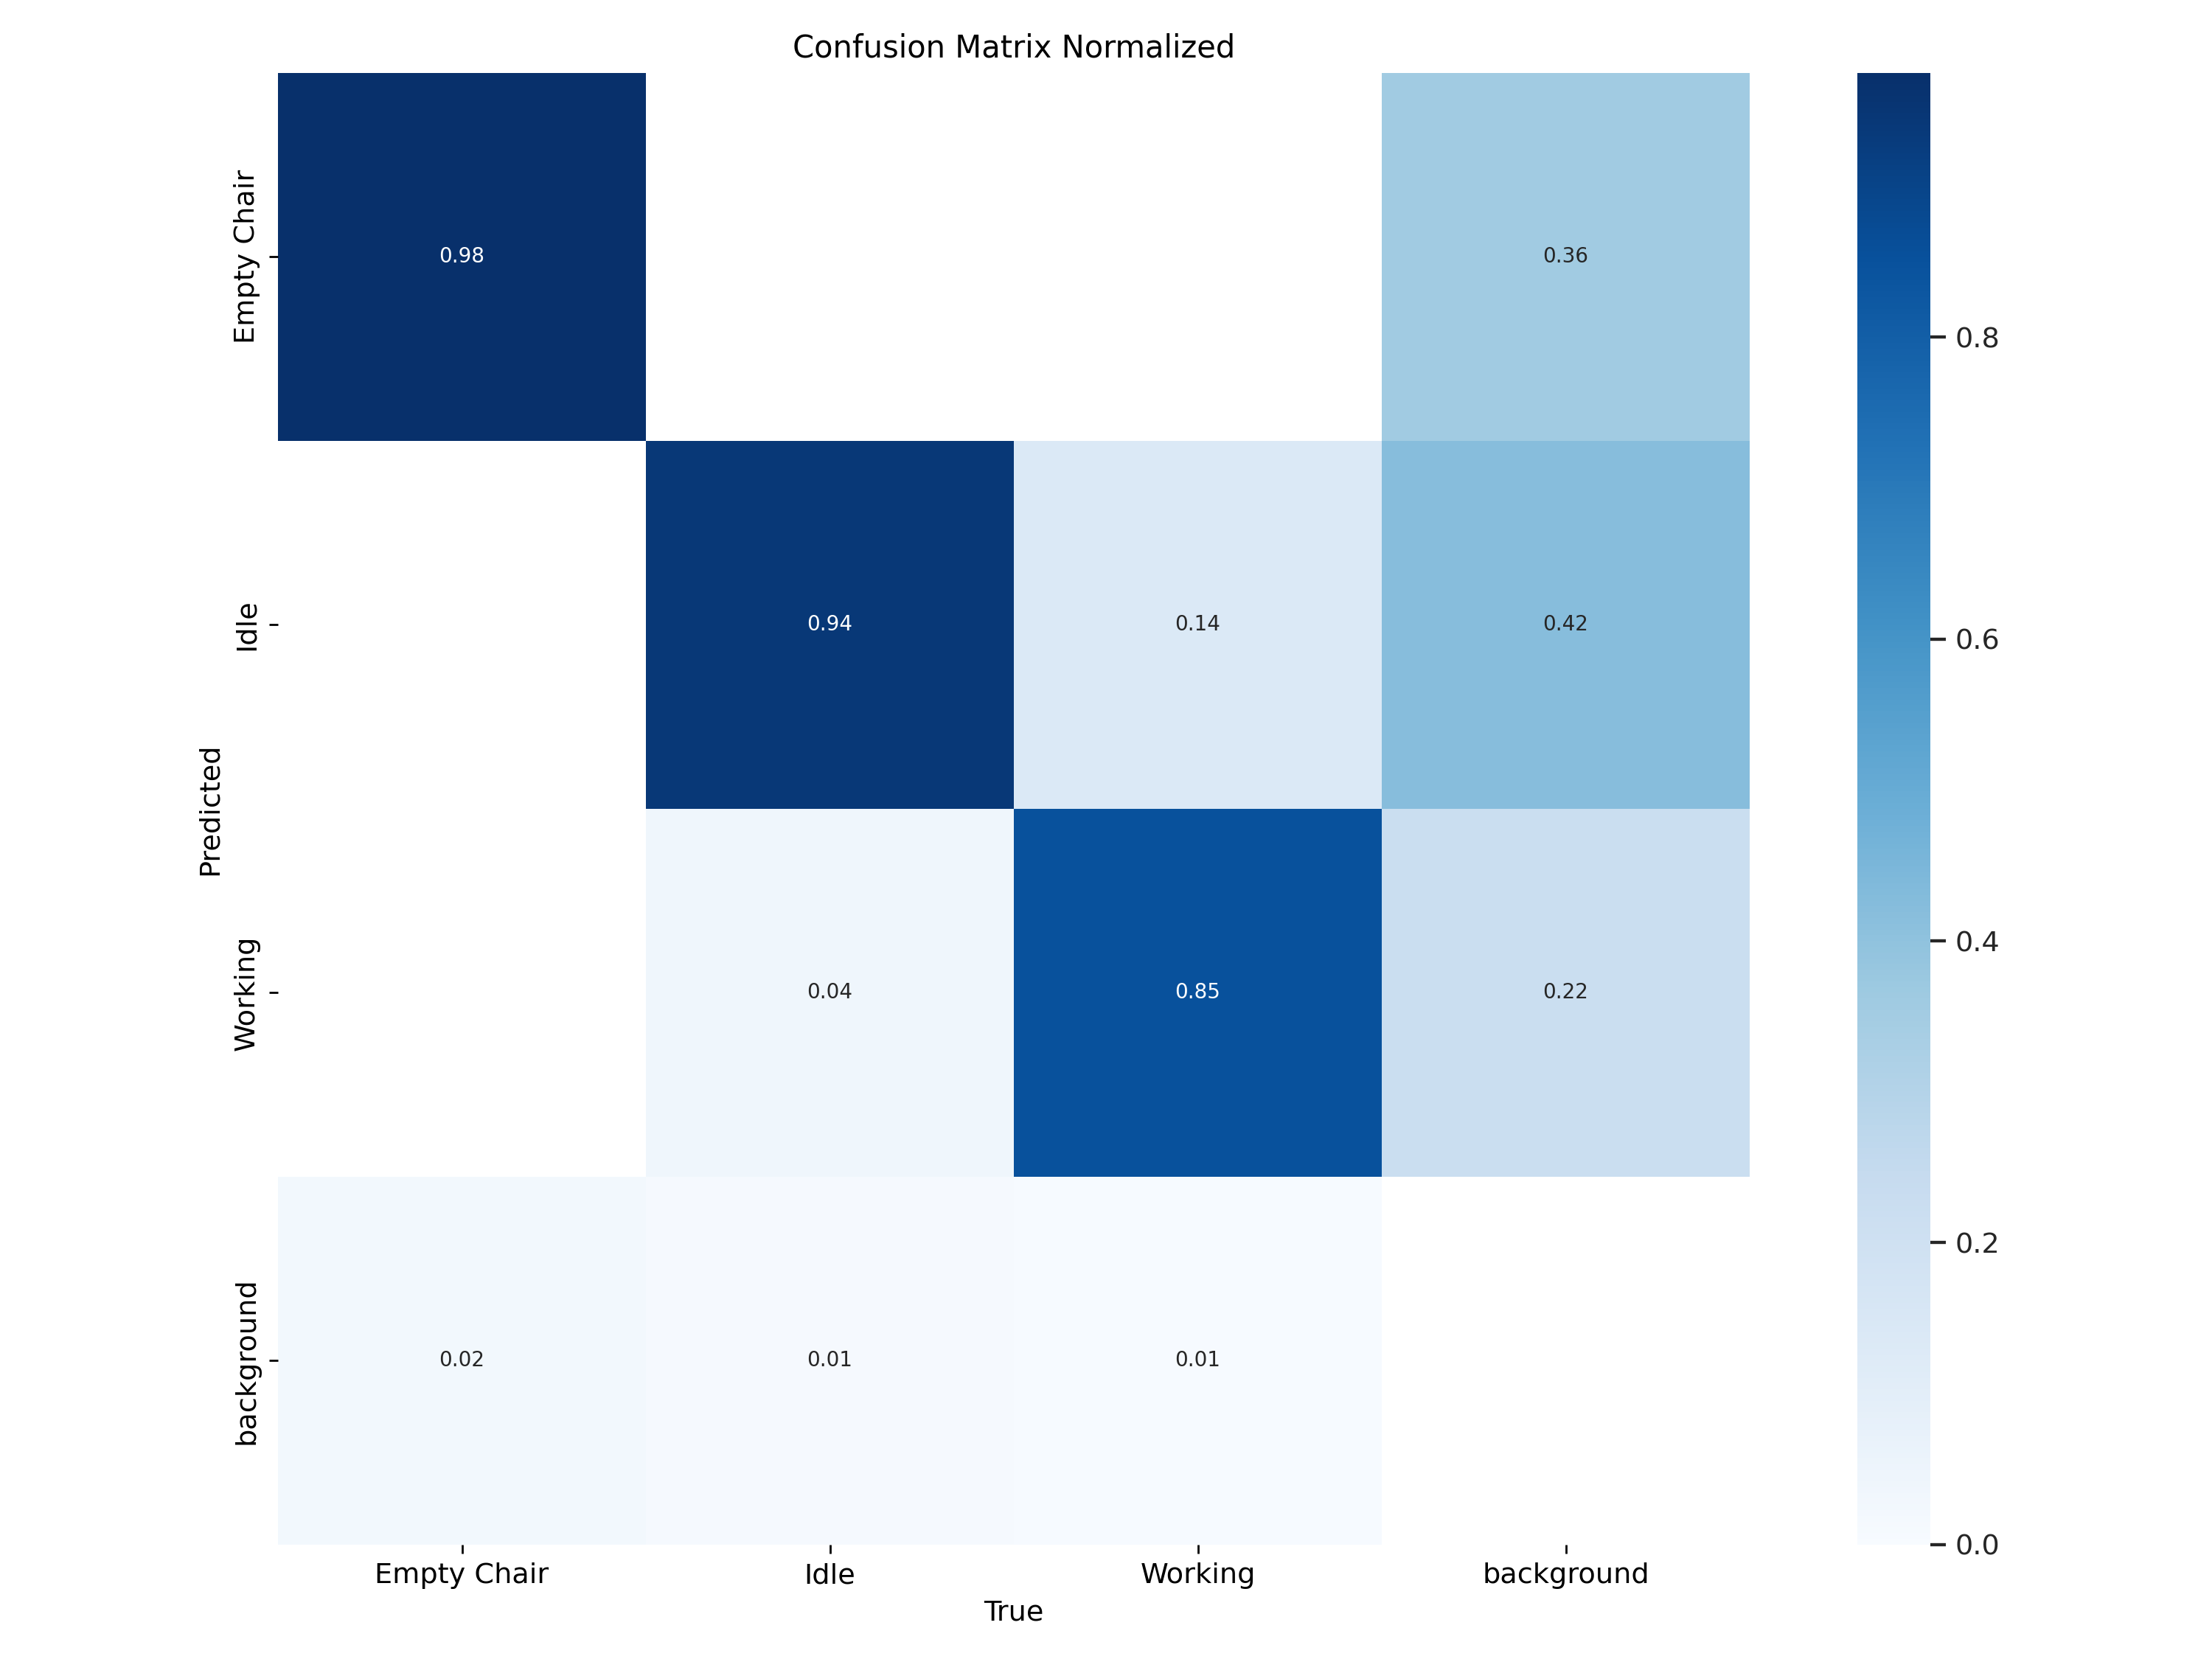 Confusion Matrix Normalized
Empty Chair
0.98
0.36
0.8
Idle
0.94
0.14
0.42
0.6
Predicted
0.4
Working
0.04
0.85
0.22
0.2
background
0.02
0.01
0.01
0.0
Empty Chair
Idle
Working
background
True